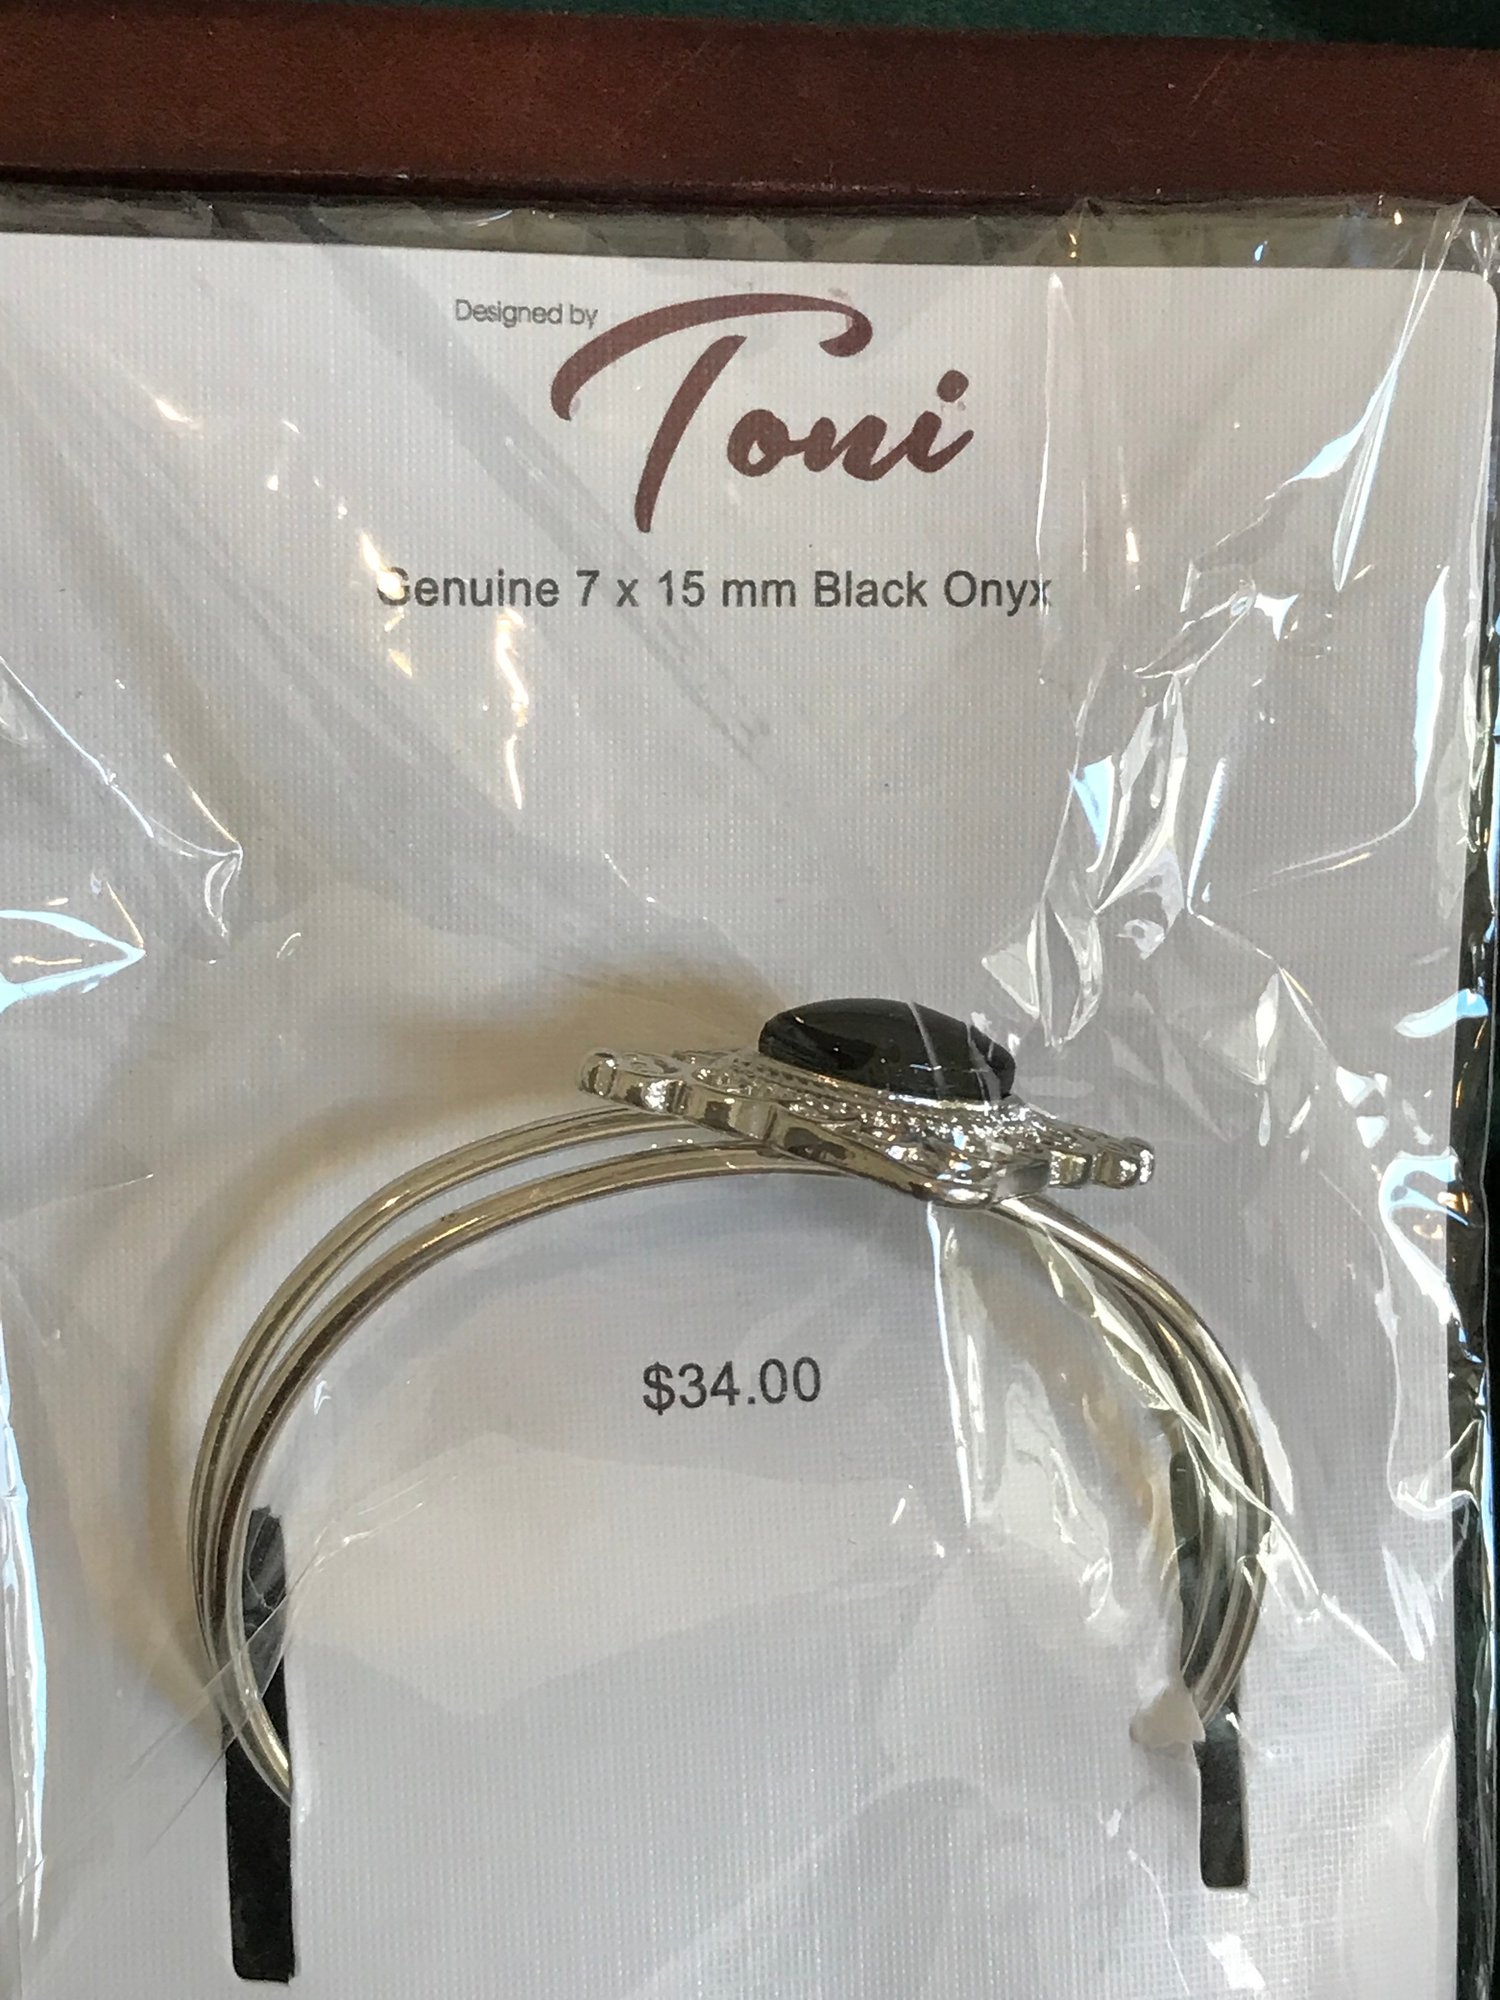 Designed by
Toni
Genuine 7 x 15 mm Black Onyx
$34.00